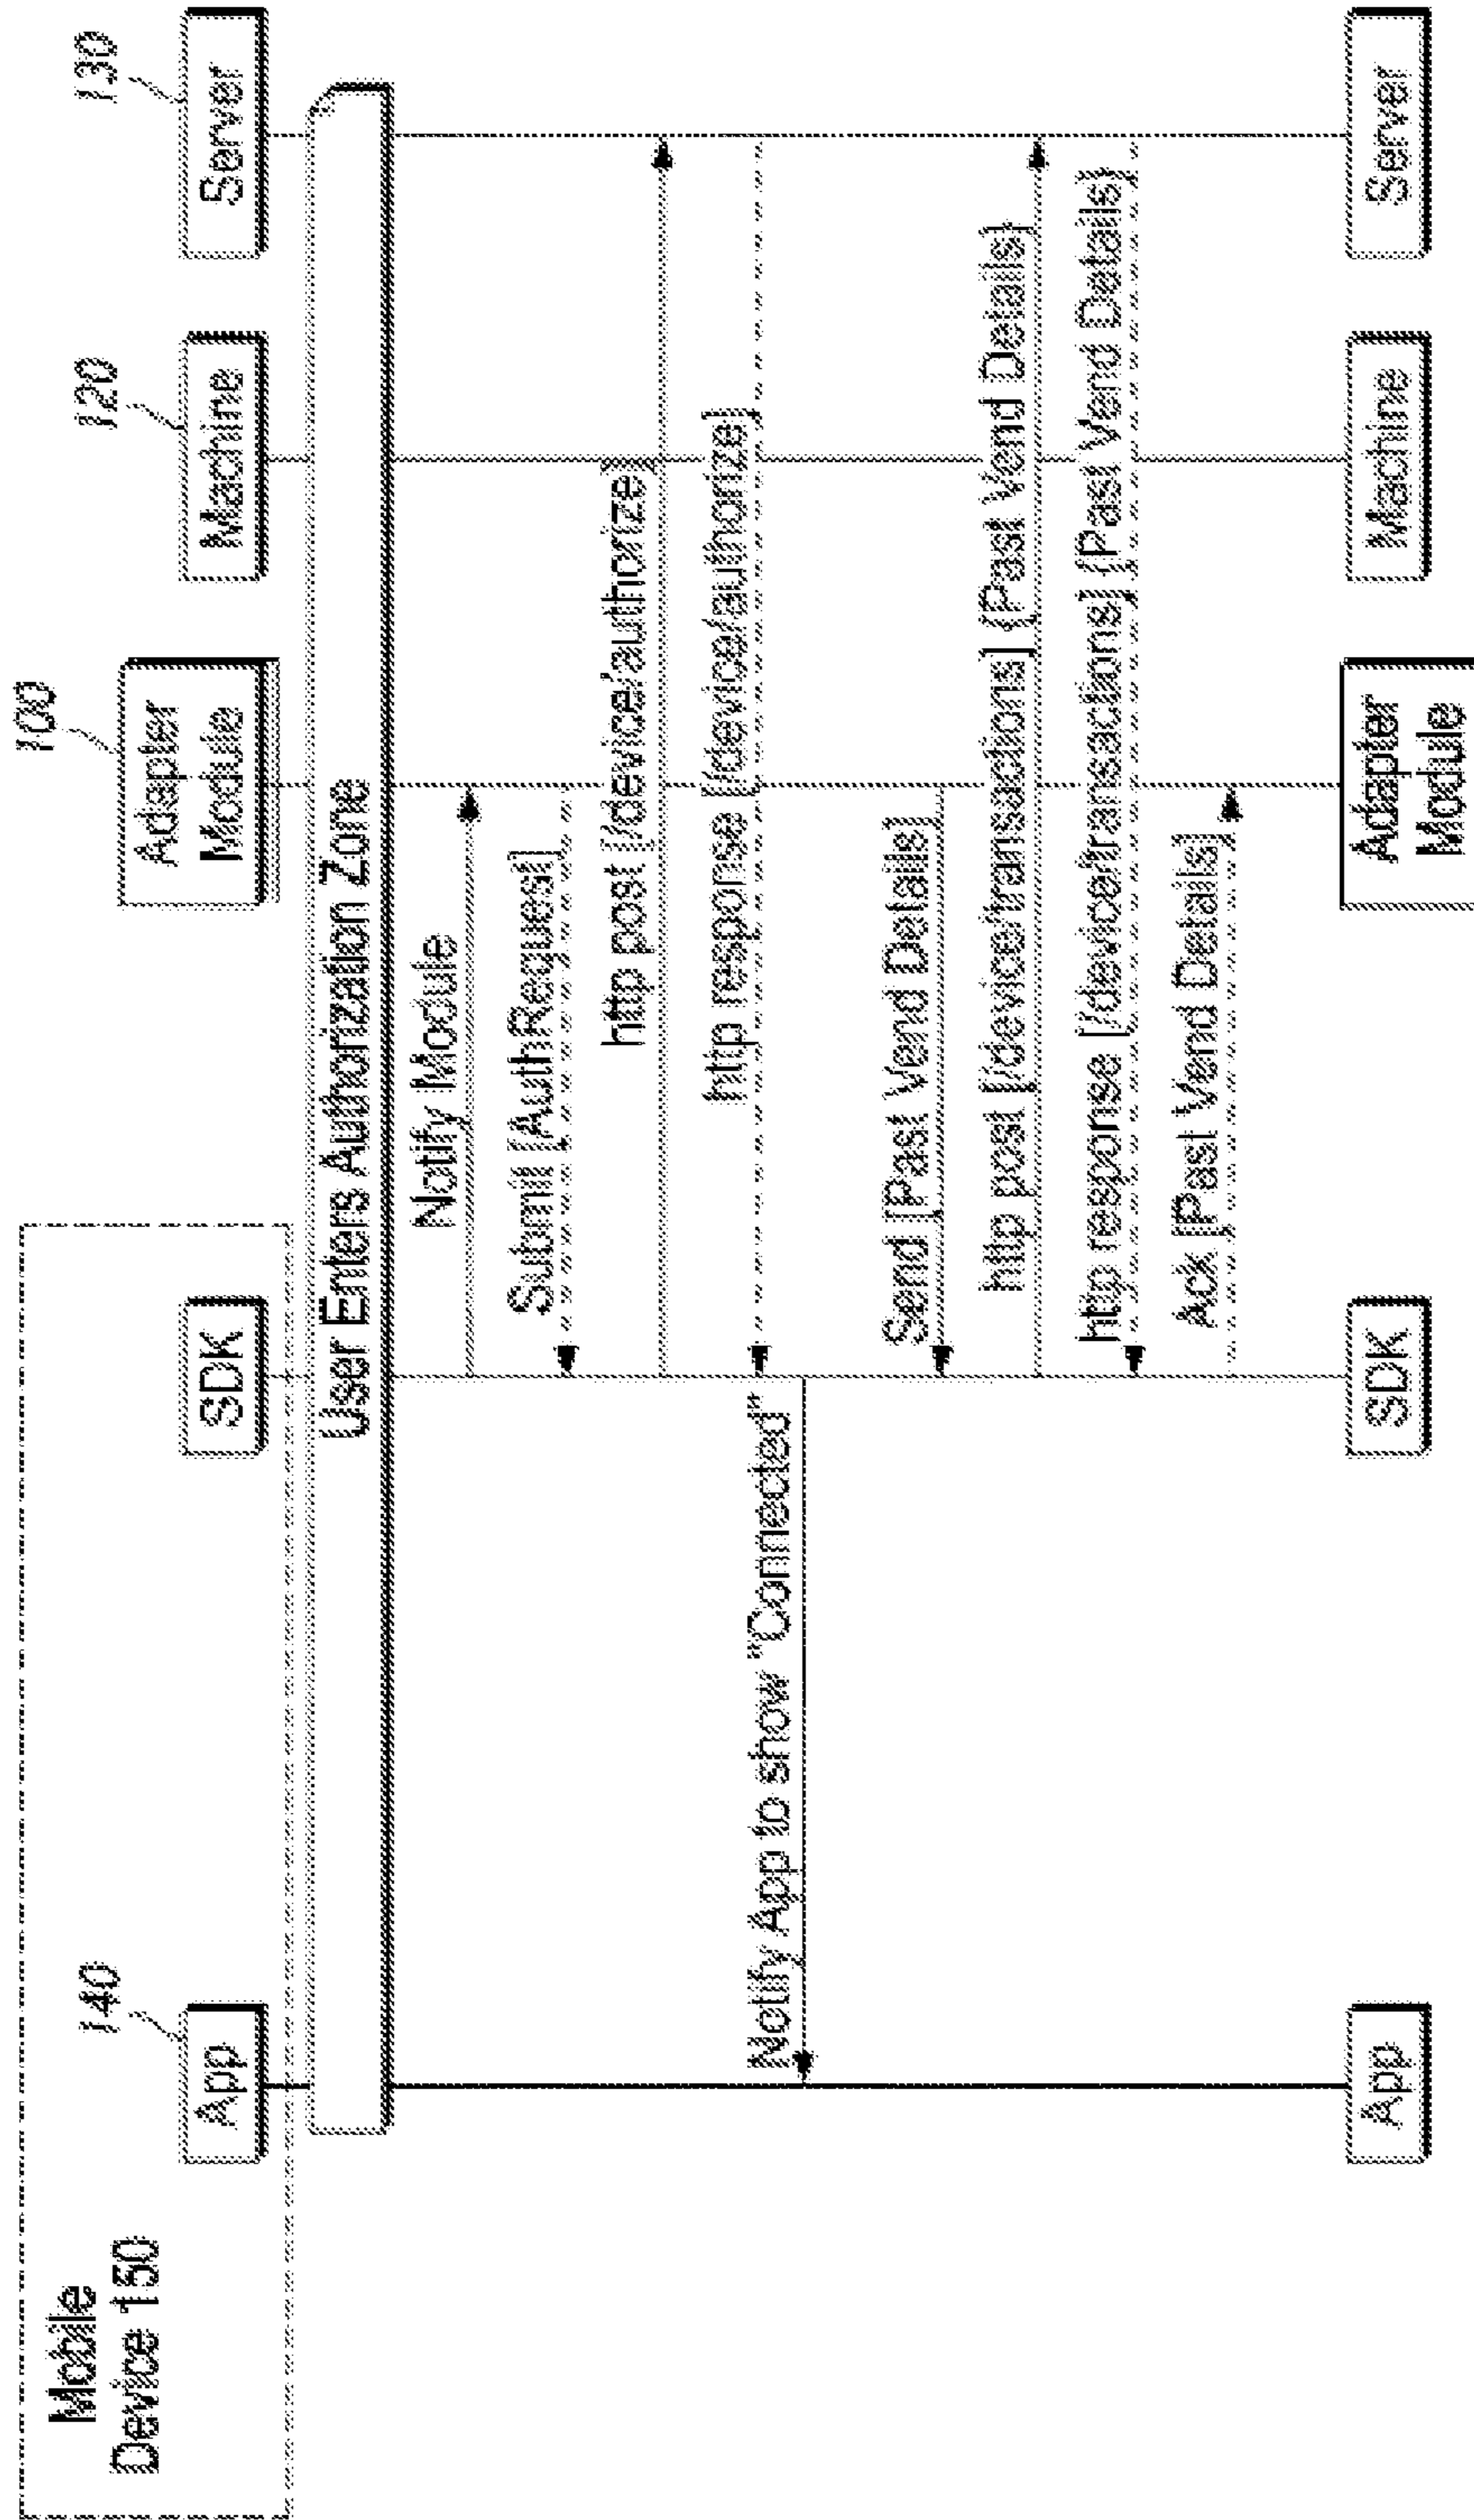 Mobile
Device 150
140
App
SDK
100
Adapter
Module
120
Machine
130
Server
User Enters Authorization Zone
Notify Module
Submit [AuthRequest]
http post [/device/authorize]
http response [/device/authorize]
Notify App to show "Connected"
Send [Past Vend Details]
http post [/device/transactions] {Past Vend Details}
http response [/device/transactions] {Past Vend Details}
Ack [Past Vend Details]
App
SDK
Adapter
Module
Machine
Server